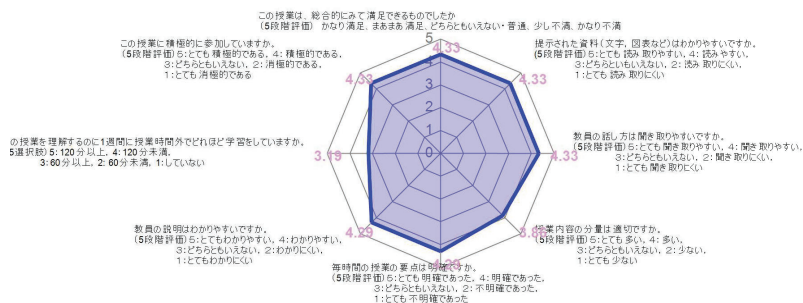 この授業は、総合的にみて満足できるものでしたか
(5段階評価) かなり満足、まあまあ満足、どちらともいえない・普通、少し不満、かなり不満
4.33
提示された資料(文字，図表など)はわかりやすいですか。
(5段階評価) 5:とても読み取りやすい，4: 読みやすい，
3:どちらともいえない，2: 読み取りにくい，
1:とても読み取りにくい
4.33
教員の話し方は聞き取りやすいですか。
(5段階評価) 5:とても聞き取りやすい，4: 聞き取りやすい，
3:どちらともいえない，2: 聞き取りにくい，
1:とても聞き取りにくい
4.33
授業内容の分量は適切ですか。
(5段階評価) 5:とても多い，4: 多い，
3:どちらともいえない，2: 少ない，
1:とても少ない
毎時間の授業の要点は明確ですか。
(5段階評価) 5:とても明確であった，4: 明確であった，
3:どちらともいえない，2: 不明確であった，
1:とても不明確であった
教員の説明はわかりやすいですか。
(5段階評価) 5:とてもわかりやすい，4:わかりやすい，
3:どちらともいえない，2:わかりにくい，
1:とてもわかりにくい
4.29
の授業を理解するのに1週間に授業時間外でどれほど学習をしていますか。
5選択肢) 5:120分以上，4:120分未満，
3:60分以上，2:60分未満，1:していない
3.19
この授業に積極的に参加していますか。
(5段階評価) 5:とても積極的である，4: 積極的である，
3:どちらともいえない，2: 消極的である，
1:とても消極的である
4.33
5
4
3
2
1
0